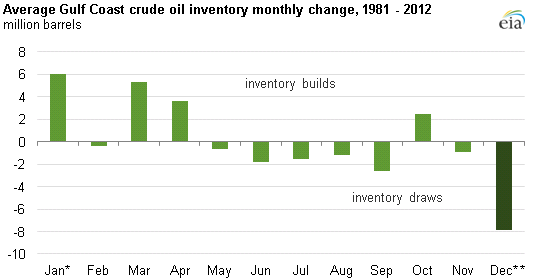 Average Gulf Coast crude oil inventory monthly change, 1981 - 2012
million barrels
eia
8
6
inventory builds
4
2
0
-2
-4
inventory draws
-6
-8
-10
Jan* Feb Mar Apr May Jun Jul Aug Sep Oct Nov Dec**